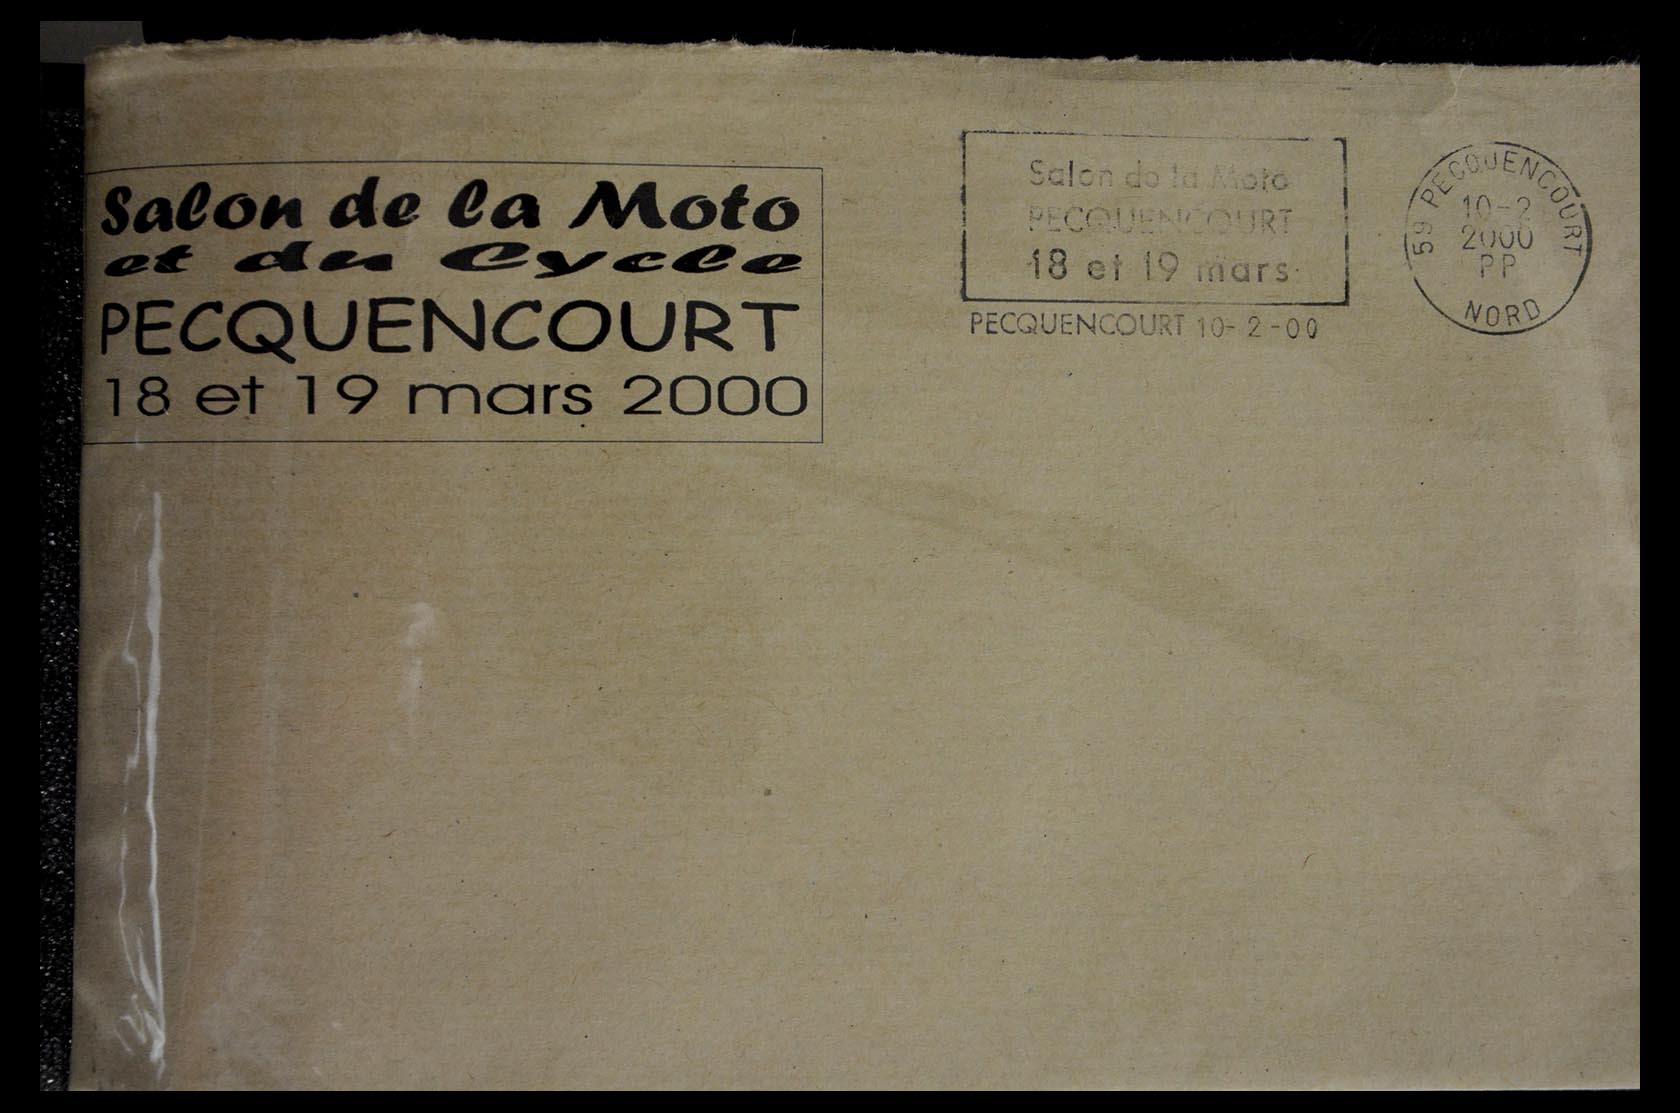 Salon de la Moto
et du Cycle
PECQUENCOURT
18 et 19 mars 2000
Salon de la Moto
PECQUENCOURT
18 et 19 mars
PECQUENCOURT 10-2-00
59 PECQUENCOURT
10-2
2000
PP
NORD